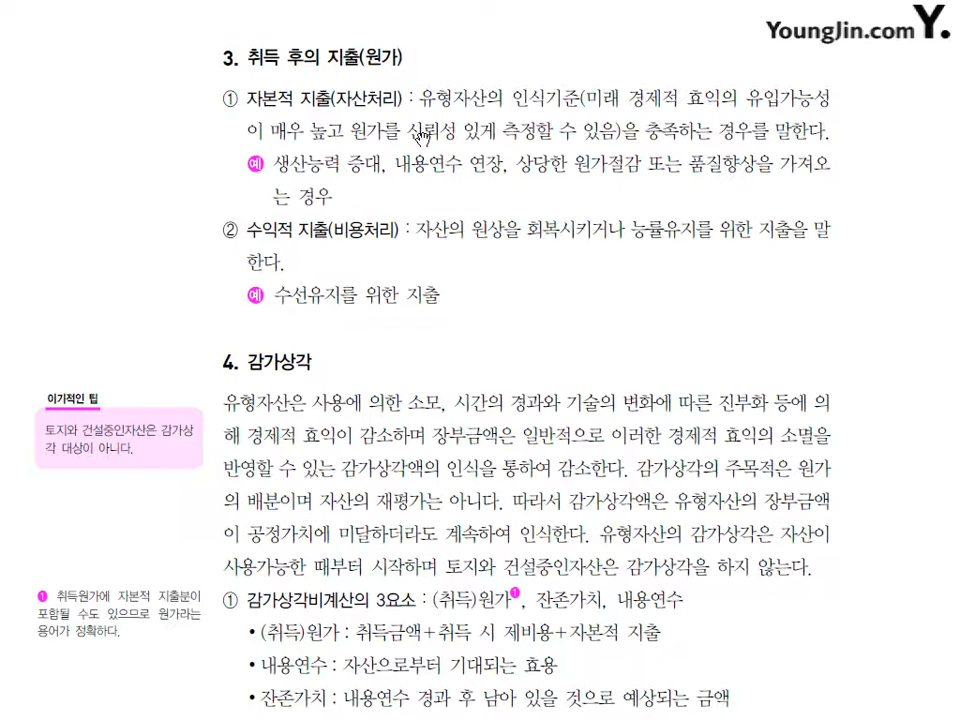 YoungJin.com Y.
3. 취득 후의 지출(원가)
① 자본적 지출(자산처리) : 유형자산의 인식기준(미래 경제적 효익의 유입가능성
이 매우 높고 원가를 신뢰성 있게 측정할 수 있음)을 충족하는 경우를 말한다.
예 생산능력 증대, 내용연수 연장, 상당한 원가절감 또는 품질향상을 가져오
는 경우
② 수익적 지출(비용처리) : 자산의 원상을 회복시키거나 능률유지를 위한 지출을 말
한다.
예 수선유지를 위한 지출
4. 감가상각
유형자산은 사용에 의한 소모, 시간의 경과와 기술의 변화에 따른 진부화 등에 의
해 경제적 효익이 감소하며 장부금액은 일반적으로 이러한 경제적 효익의 소멸을
반영할 수 있는 감가상각액의 인식을 통하여 감소한다. 감가상각의 주목적은 원가
의 배분이며 자산의 재평가는 아니다. 따라서 감가상각액은 유형자산의 장부금액
이 공정가치에 미달하더라도 계속하여 인식한다. 유형자산의 감가상각은 자산이
사용가능한 때부터 시작하며 토지와 건설중인자산은 감가상각을 하지 않는다.
① 감가상각비계산의 3요소 : (취득)원가❶, 잔존가치, 내용연수
• (취득)원가 : 취득금액+취득 시 제비용+자본적 지출
• 내용연수 : 자산으로부터 기대되는 효용
• 잔존가치 : 내용연수 경과 후 남아 있을 것으로 예상되는 금액
이기적인 팁
토지와 건설중인자산은 감가상
각 대상이 아니다.
❶ 취득원가에 자본적 지출분이
포함될 수도 있으므로 원가라는
용어가 정확하다.